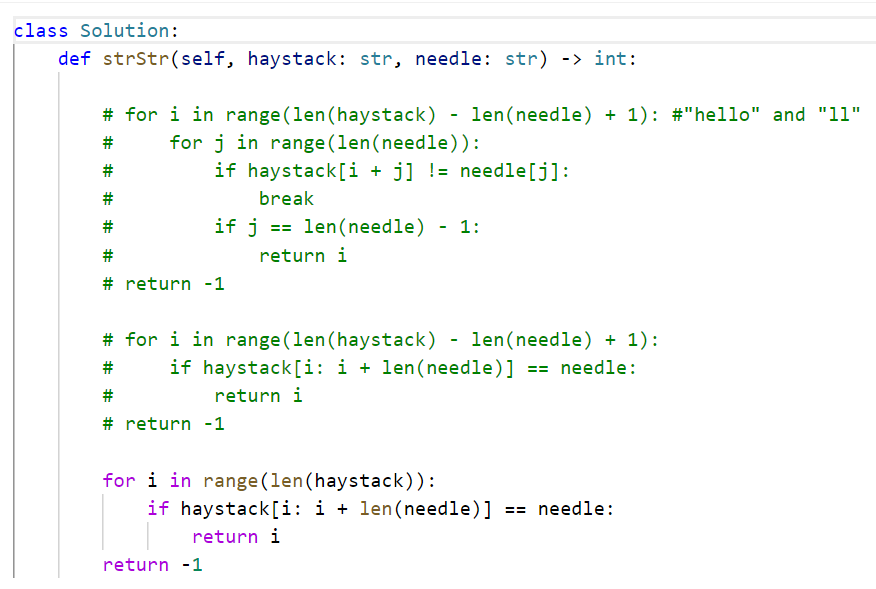 class Solution:
    def strStr(self, haystack: str, needle: str) -> int:
        # for i in range(len(haystack) - len(needle) + 1): #"hello" and "ll"
        #     for j in range(len(needle)):
        #         if haystack[i + j] != needle[j]:
        #             break
        #         if j == len(needle) - 1:
        #             return i
        # return -1
        # for i in range(len(haystack) - len(needle) + 1):
        #     if haystack[i: i + len(needle)] == needle:
        #         return i
        # return -1
        for i in range(len(haystack)):
            if haystack[i: i + len(needle)] == needle:
                return i
        return -1